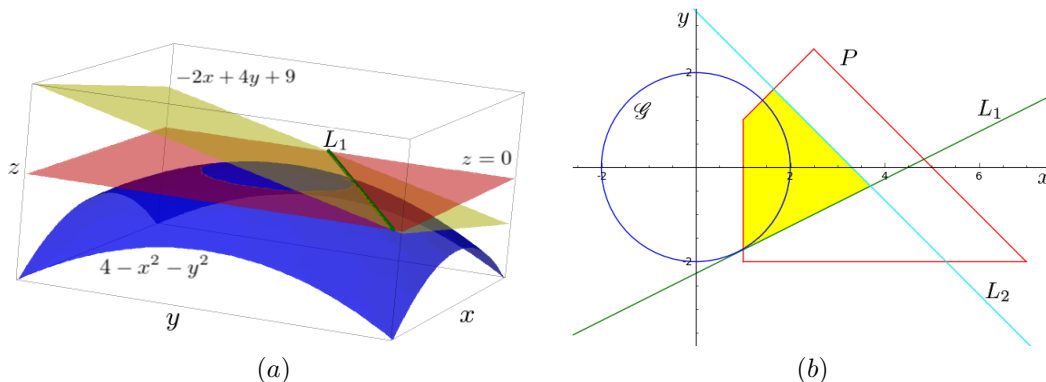 −2x + 4y + 9
L₁
z = 0
z
4 − x² − y²
y
x
(a)
y
P
2
𝒢
L₁
-2
2
4
6
x
2
L₂
(b)